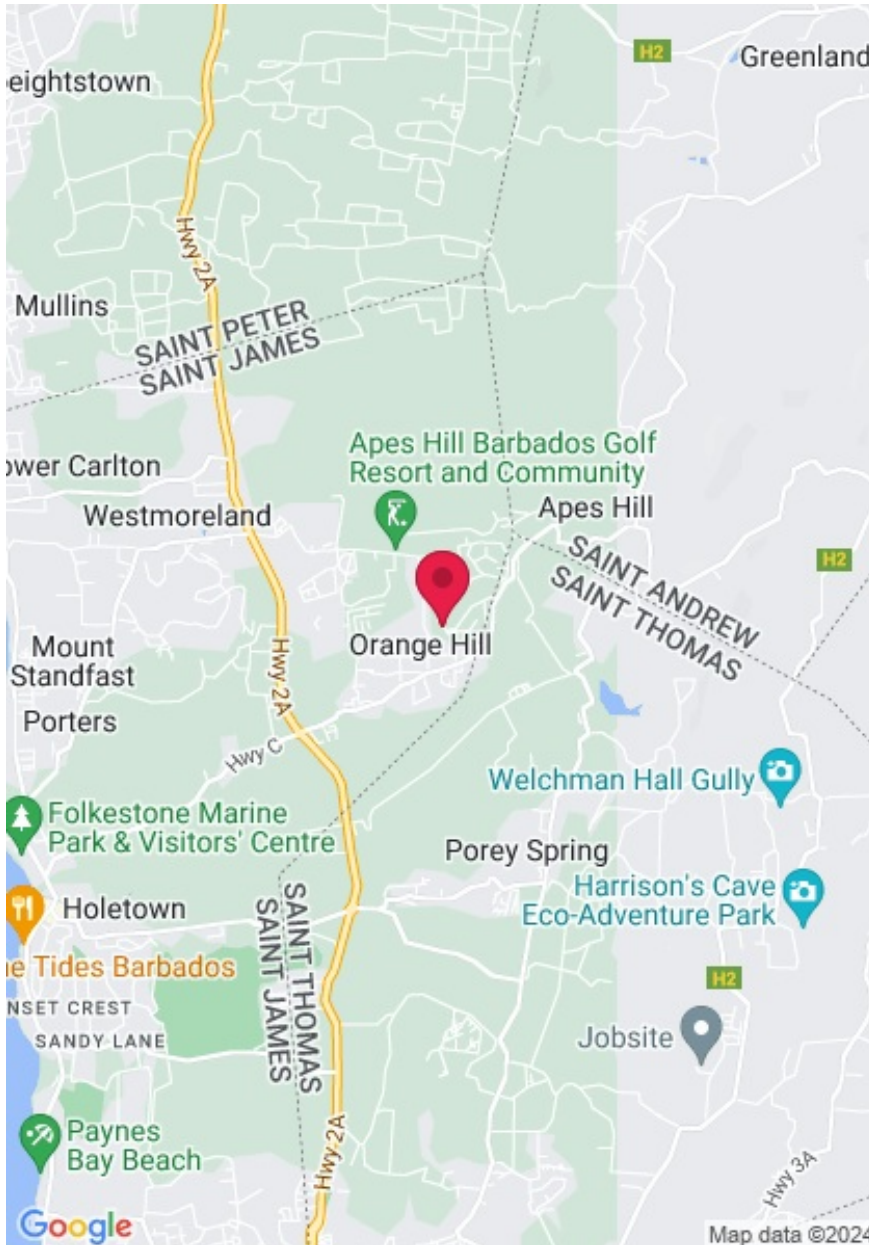 H2
Greenland
eightstown
Hwy 2A
Mullins
SAINT PETER
SAINT JAMES
Apes Hill Barbados Golf
Resort and Community
ower Carlton
Apes Hill
Westmoreland
SAINT ANDREW
SAINT THOMAS
H2
Orange Hill
Mount
Standfast
Hwy 2A
Porters
Hwy C
Welchman Hall Gully
Folkestone Marine
Park & Visitors' Centre
Porey Spring
Harrison's Cave
Eco-Adventure Park
Holetown
SAINT THOMAS
SAINT JAMES
e Tides Barbados
H2
NSET CREST
SANDY LANE
Jobsite
Paynes
Bay Beach
Hwy 2A
Hwy 3A
Google
Map data ©2024